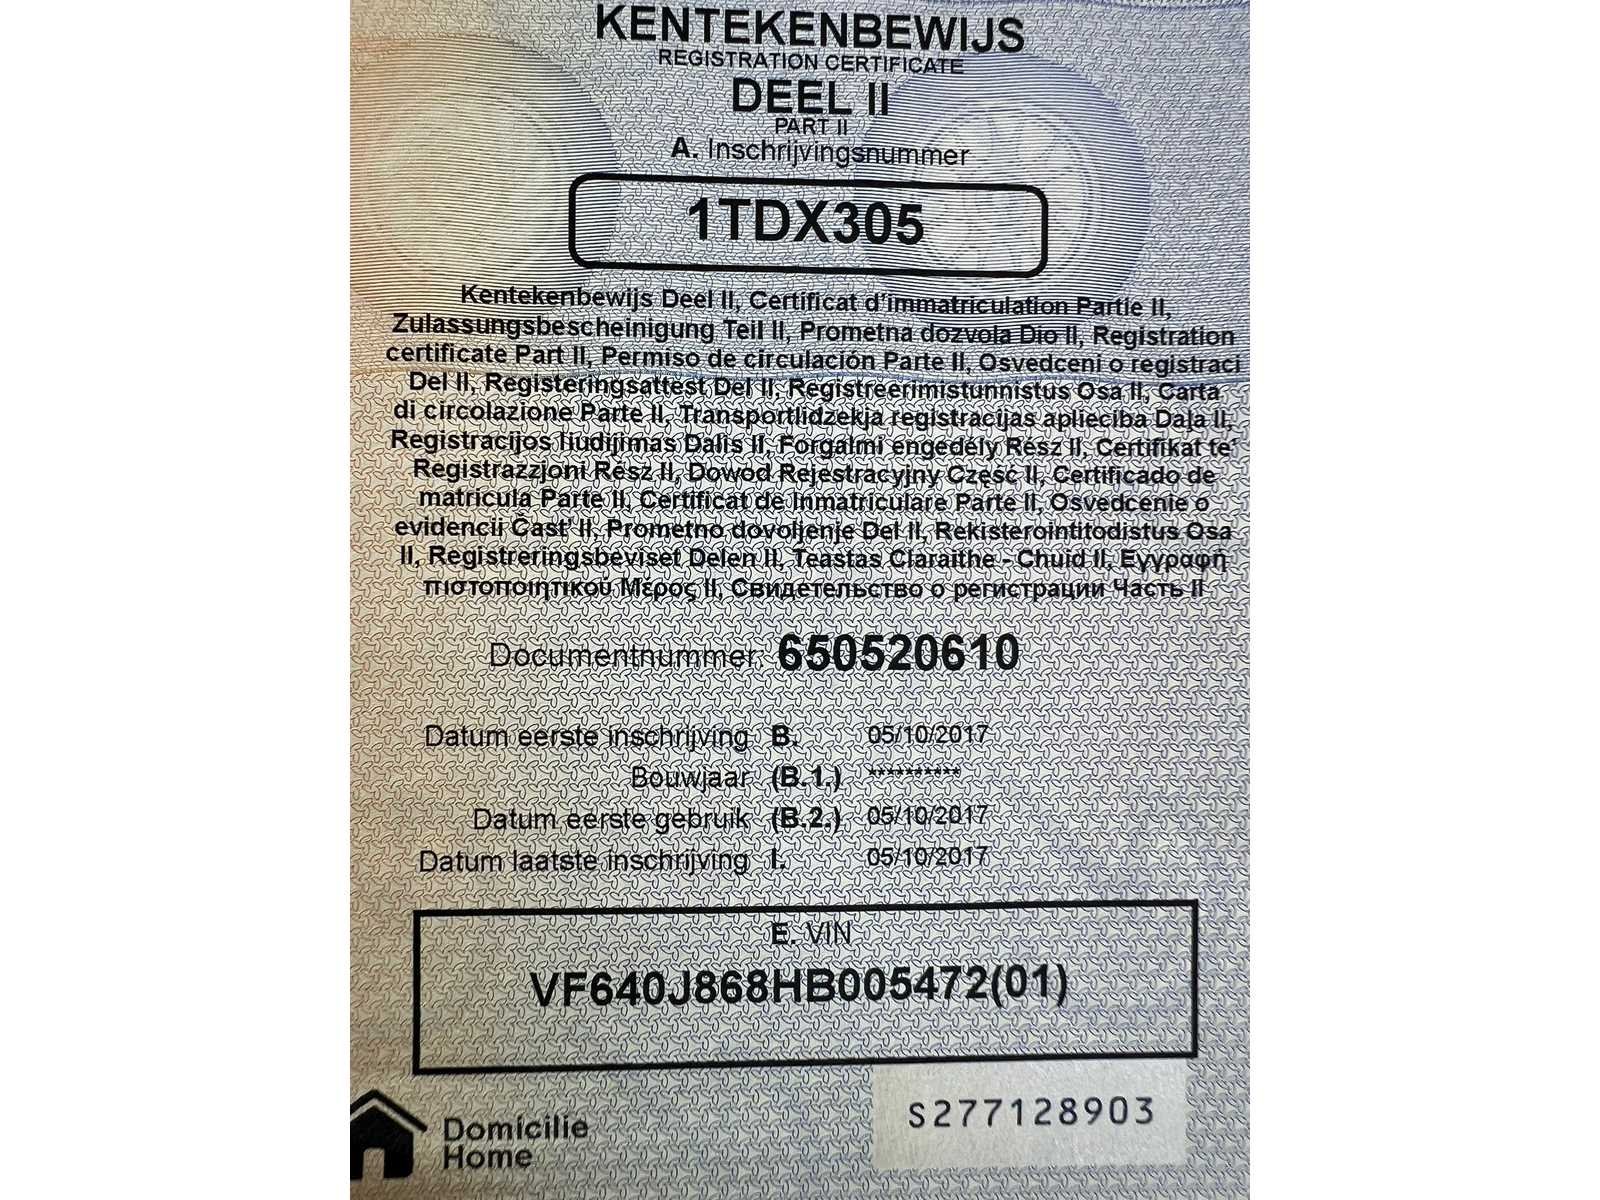 KENTEKENBEWIJS
REGISTRATION CERTIFICATE
DEEL II
PART II
A. Inschrijvingsnummer
1TDX305
Kentekenbewijs Deel II, Certificat d'immatriculation Partie II,
Zulassungsbescheinigung Teil II, Prometna dozvola Dio II, Registration
certificate Part II, Permiso de circulación Parte II, Osvedceni o registraci
Del II, Registeringsattest Del II, Registreerimistunnistus Osa II, Carta
di circolazione Parte II, Transportlidzekja registracijas aplieciba Daļa II,
Registracijos liudijimas Dalis II, Forgalmi engedély Rész II, Certifikat te'
Registrazzjoni Rész II, Dowod Rejestracyjny Część II, Certificado de
matrícula Parte II, Certificat de Inmatriculare Parte II, Osvedcenie o
evidencii Časť II, Prometno dovoljenje Del II, Rekisterointitodistus Osa
II, Registreringsbeviset Delen II, Teastas Claraithe - Chuid II, Εγγραφή
πιστοποιητικού Μέρος II, Свидетельство о регистрации Часть II
Documentnummer: 650520610
Datum eerste inschrijving B. 05/10/2017
Bouwjaar (B.1.) **********
Datum eerste gebruik (B.2.) 05/10/2017
Datum laatste inschrijving I. 05/10/2017
E. VIN
VF640J868HB005472(01)
Domicilie
Home
S277128903